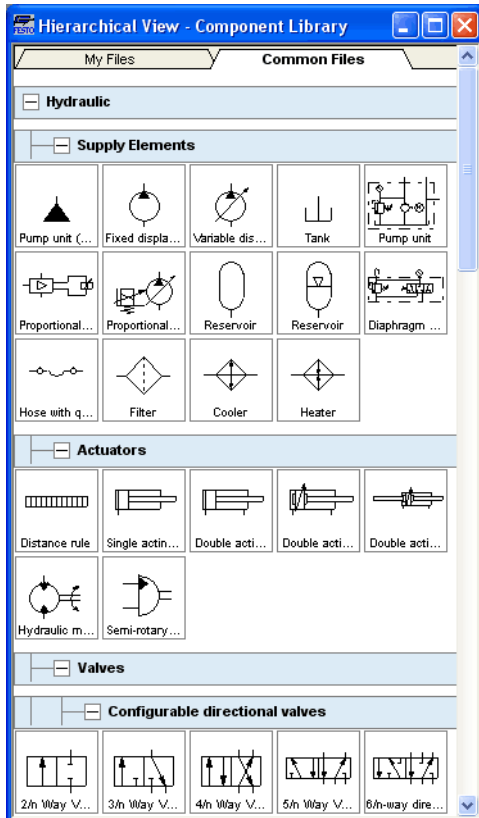 FESTO Hierarchical View - Component Library
My Files Common Files
Hydraulic
Supply Elements
Pump unit (... Fixed displa... Variable dis... Tank Pump unit
Proportional... Proportional... Reservoir Reservoir Diaphragm ...
Hose with q... Filter Cooler Heater
Actuators
Distance rule Single actin... Double acti... Double acti... Double acti...
Hydraulic m... Semi-rotary...
Valves
Configurable directional valves
2/n Way V... 3/n Way V... 4/n Way V... 5/n Way V... 6/n-way dire...